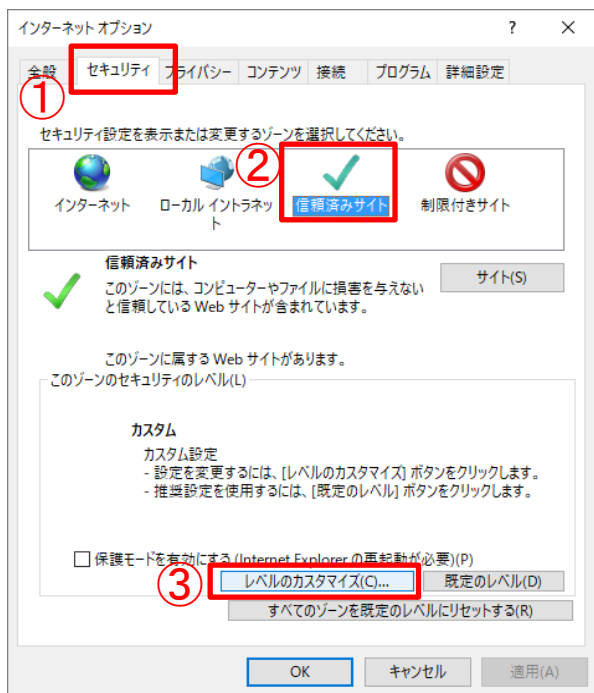 インターネット オプション ? ×
全般 セキュリティ プライバシー コンテンツ 接続 プログラム 詳細設定
①
セキュリティ設定を表示または変更するゾーンを選択してください。
②
インターネット ローカル イントラネット 信頼済みサイト 制限付きサイト
信頼済みサイト
サイト(S)
このゾーンには、コンピューターやファイルに損害を与えない
と信頼している Web サイトが含まれています。
このゾーンに属する Web サイトがあります。
このゾーンのセキュリティのレベル(L)
カスタム
カスタム設定
- 設定を変更するには、[レベルのカスタマイズ] ボタンをクリックします。
- 推奨設定を使用するには、[既定のレベル] ボタンをクリックします。
保護モードを有効にする (Internet Explorer の再起動が必要)(P)
③
レベルのカスタマイズ(C)... 既定のレベル(D)
すべてのゾーンを既定のレベルにリセットする(R)
OK キャンセル 適用(A)